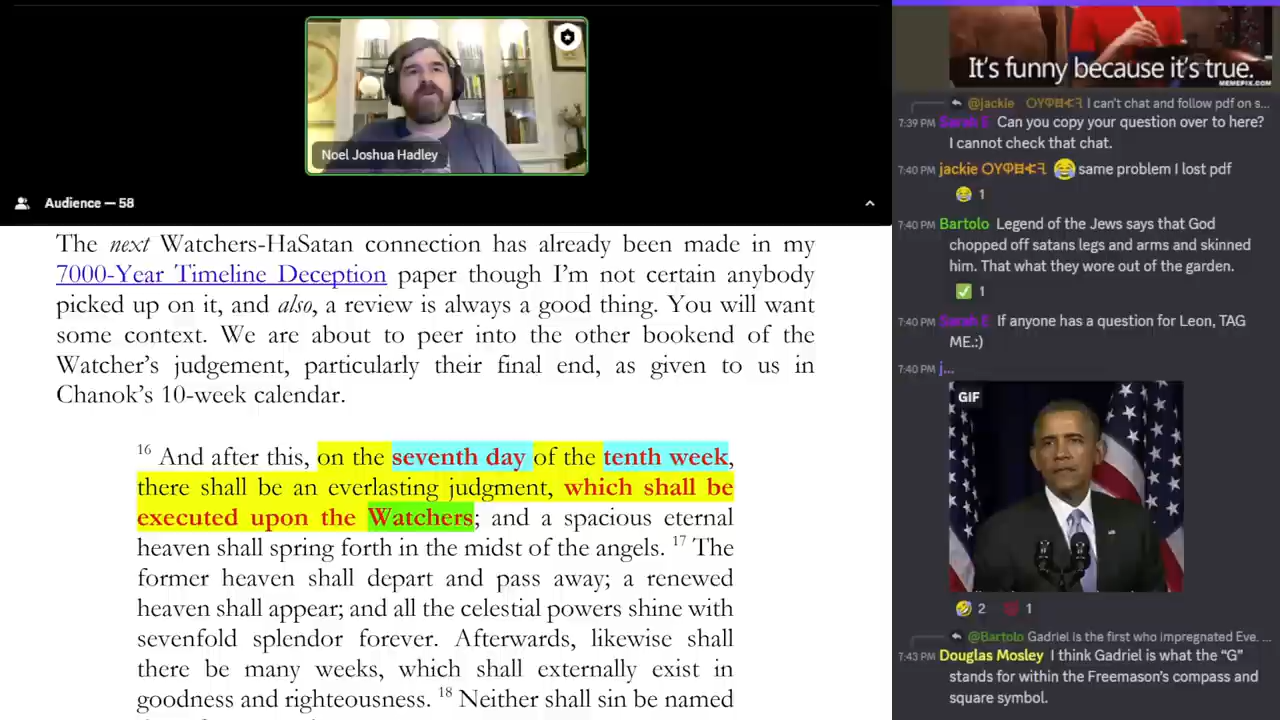 Noel Joshua Hadley
Audience — 58
The next Watchers-HaSatan connection has already been made in my
7000-Year Timeline Deception paper though I'm not certain anybody
picked up on it, and also, a review is always a good thing. You will want
some context. We are about to peer into the other bookend of the
Watcher's judgement, particularly their final end, as given to us in
Chanok's 10-week calendar.
16 And after this, on the seventh day of the tenth week,
there shall be an everlasting judgment, which shall be
executed upon the Watchers; and a spacious eternal
heaven shall spring forth in the midst of the angels. 17 The
former heaven shall depart and pass away; a renewed
heaven shall appear; and all the celestial powers shine with
sevenfold splendor forever. Afterwards, likewise shall
there be many weeks, which shall externally exist in
goodness and righteousness. 18 Neither shall sin be named
It's funny because it's true.
MEMEPIX.COM
@jackie I can't chat and follow pdf on s...
7:39 PM Sarah E Can you copy your question over to here?
I cannot check that chat.
7:40 PM jackie 😂 same problem I lost pdf
😂 1
7:40 PM Bartolo Legend of the Jews says that God
chopped off satans legs and arms and skinned
him. That what they wore out of the garden.
✅ 1
7:40 PM Sarah E If anyone has a question for Leon, TAG
ME.:)
7:40 PM j...
GIF
🤣 2 1
@Bartolo Gadriel is the first who impregnated Eve. ...
7:43 PM Douglas Mosley I think Gadriel is what the "G"
stands for within the Freemason's compass and
square symbol.